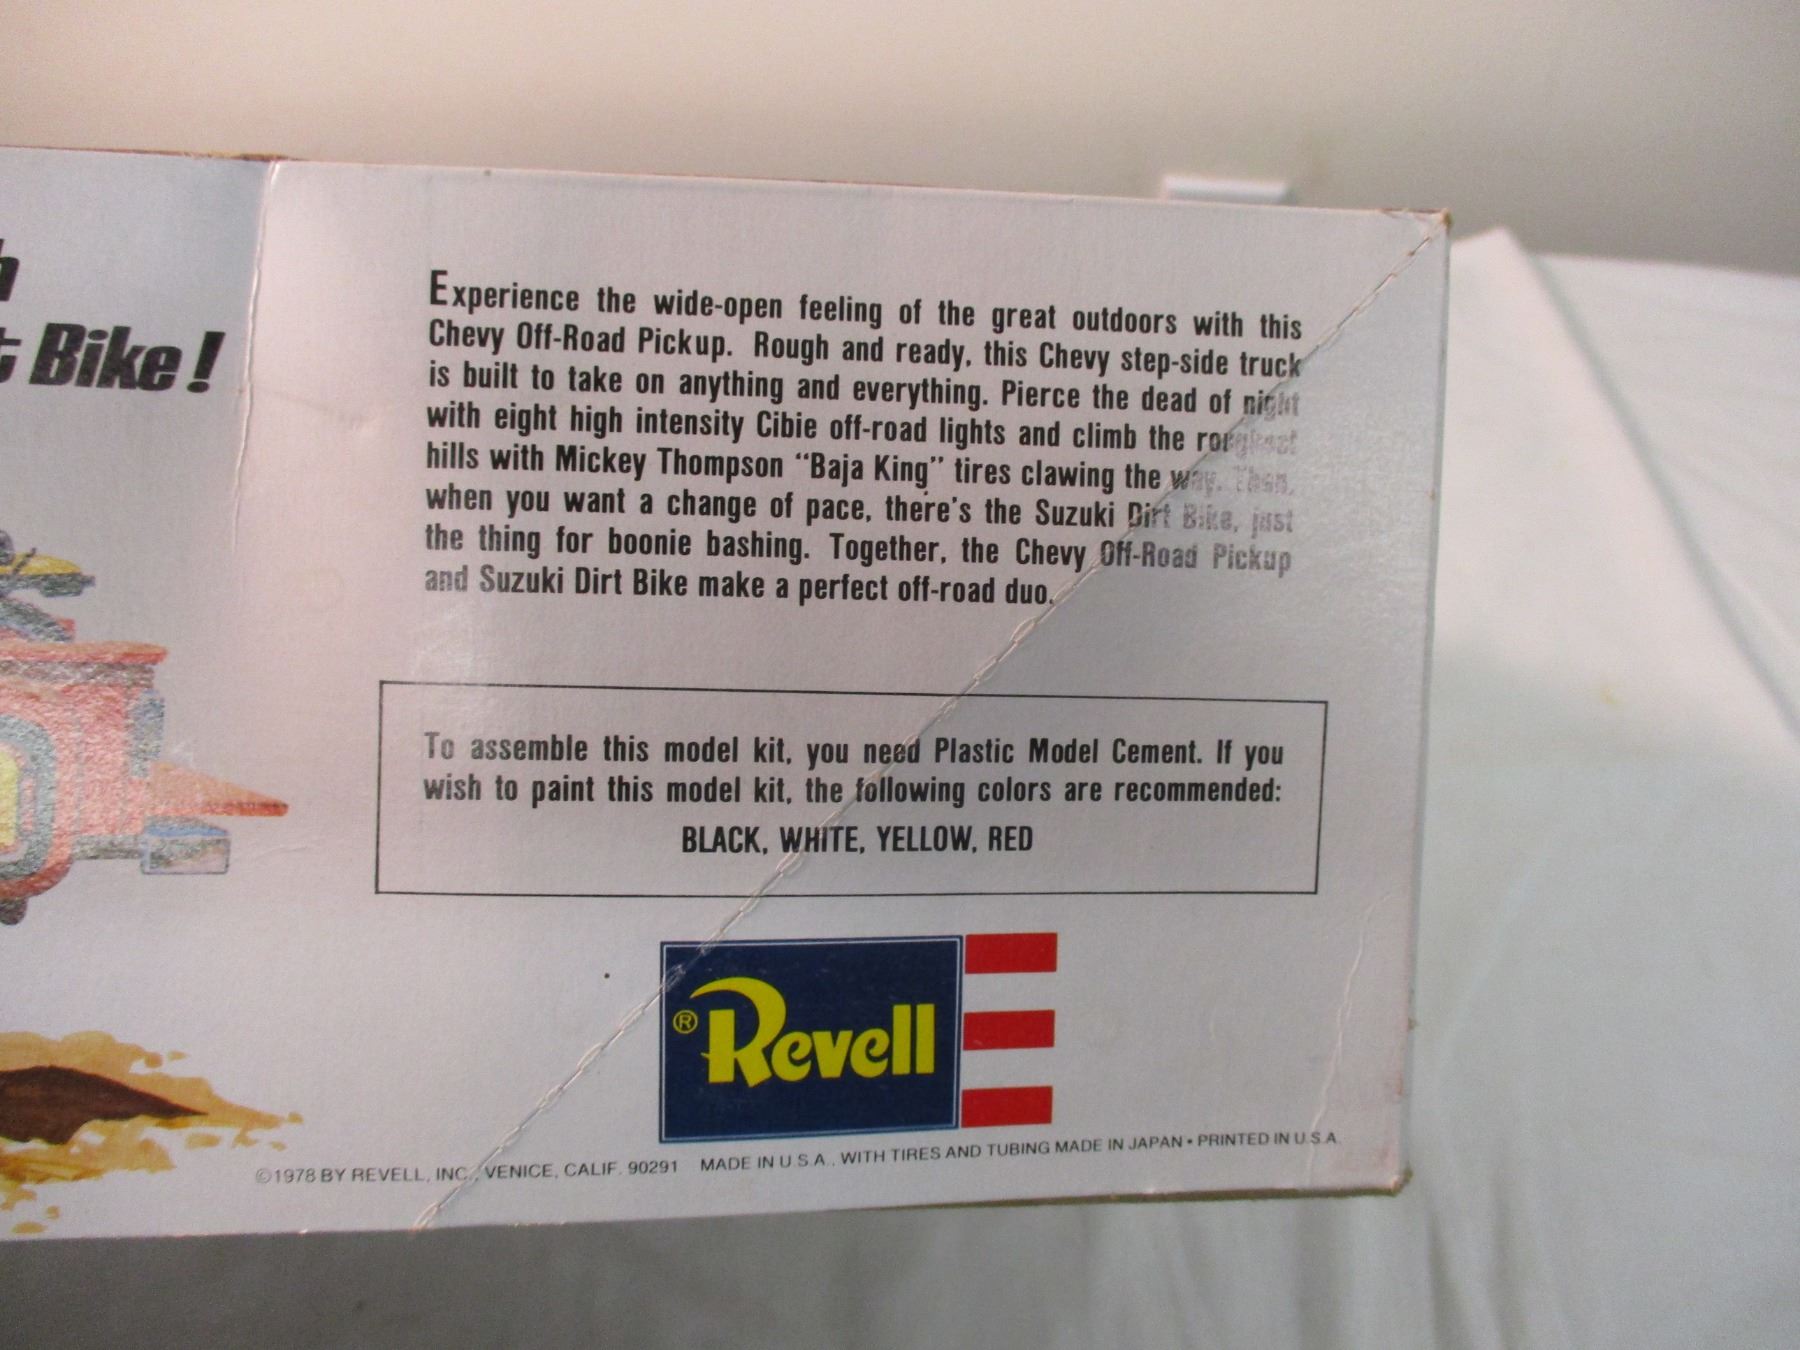 t Bike!
Experience the wide-open feeling of the great outdoors with this
Chevy Off-Road Pickup. Rough and ready, this Chevy step-side truck
is built to take on anything and everything. Pierce the dead of night
with eight high intensity Cibie off-road lights and climb the roughest
hills with Mickey Thompson "Baja King" tires clawing the way. Then,
when you want a change of pace, there's the Suzuki Dirt Bike, just
the thing for boonie bashing. Together, the Chevy Off-Road Pickup
and Suzuki Dirt Bike make a perfect off-road duo.
To assemble this model kit, you need Plastic Model Cement. If you
wish to paint this model kit, the following colors are recommended:
BLACK, WHITE, YELLOW, RED
® Revell
©1978 BY REVELL, INC., VENICE, CALIF. 90291 MADE IN U.S.A., WITH TIRES AND TUBING MADE IN JAPAN • PRINTED IN U.S.A.